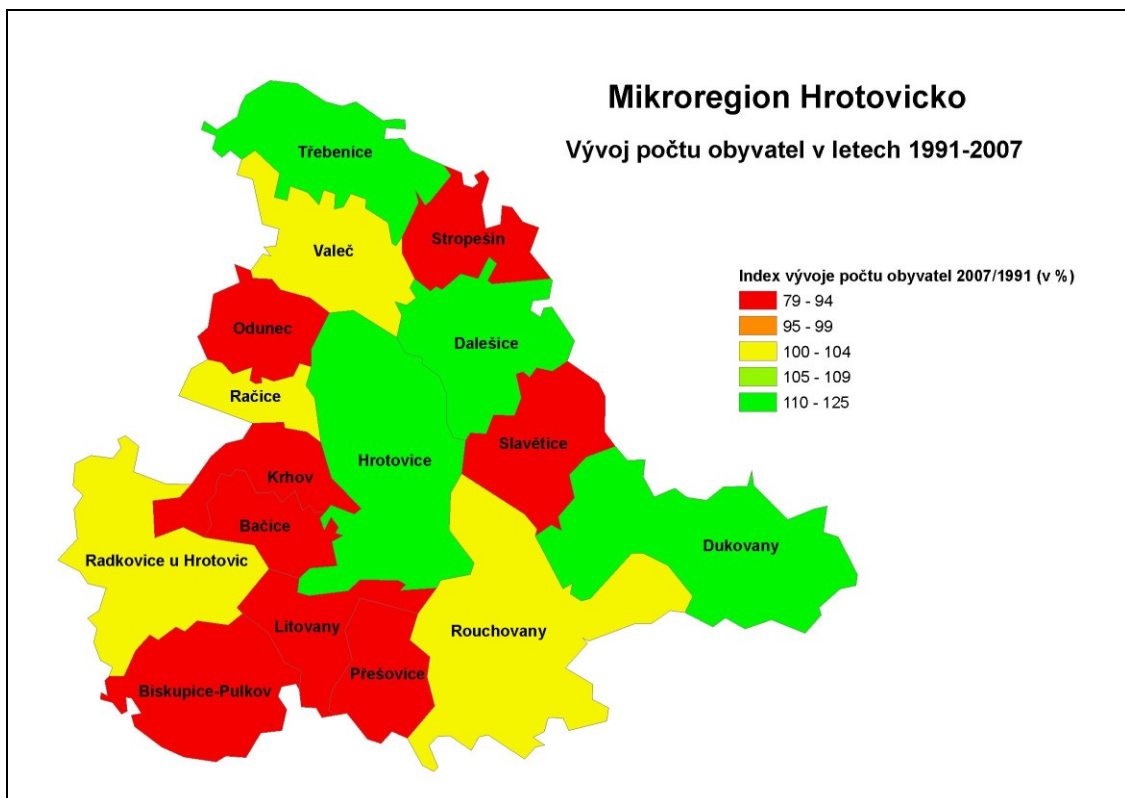 Mikroregion Hrotovicko
Vývoj počtu obyvatel v letech 1991-2007
Třebenice
Stropešín
Valeč
Index vývoje počtu obyvatel 2007/1991 (v %)
79 - 94
95 - 99
100 - 104
105 - 109
110 - 125
Odunec
Dalešice
Račice
Slavětice
Hrotovice
Krhov
Bačice
Dukovany
Radkovice u Hrotovic
Litovany
Rouchovany
Přešovice
Biskupice-Pulkov